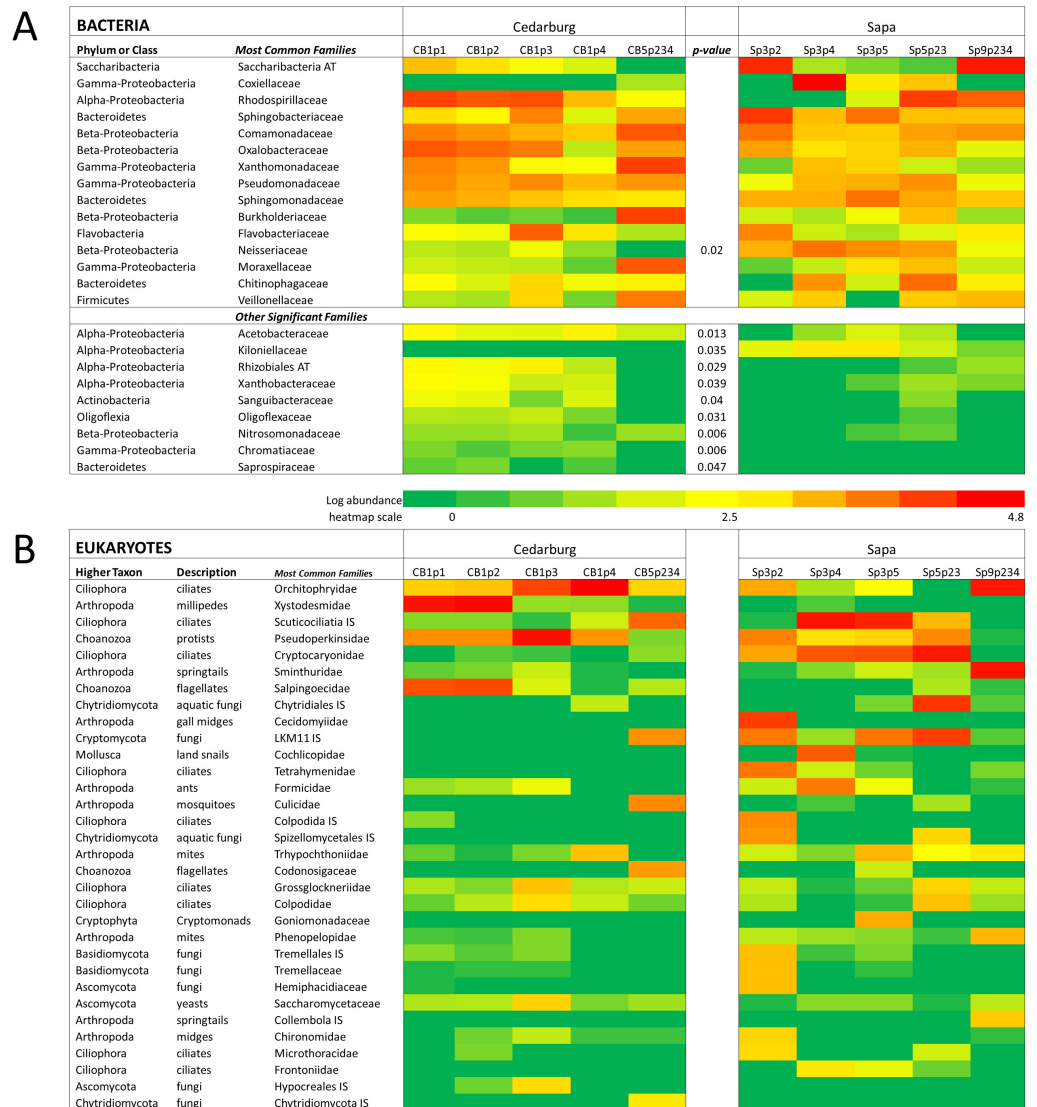 A
BACTERIA Cedarburg Sapa
Phylum or Class Most Common Families CB1p1 CB1p2 CB1p3 CB1p4 CB5p234 p-value Sp3p2 Sp3p4 Sp3p5 Sp5p23 Sp9p234
Saccharibacteria Saccharibacteria AT
Gamma-Proteobacteria Coxiellaceae
Alpha-Proteobacteria Rhodospirillaceae
Bacteroidetes Sphingobacteriaceae
Beta-Proteobacteria Comamonadaceae
Beta-Proteobacteria Oxalobacteraceae
Gamma-Proteobacteria Xanthomonadaceae
Gamma-Proteobacteria Pseudomonadaceae
Bacteroidetes Sphingomonadaceae
Beta-Proteobacteria Burkholderiaceae
Flavobacteria Flavobacteriaceae
Beta-Proteobacteria Neisseriaceae 0.02
Gamma-Proteobacteria Moraxellaceae
Bacteroidetes Chitinophagaceae
Firmicutes Veillonellaceae
Other Significant Families
Alpha-Proteobacteria Acetobacteraceae 0.013
Alpha-Proteobacteria Kiloniellaceae 0.035
Alpha-Proteobacteria Rhizobiales AT 0.029
Alpha-Proteobacteria Xanthobacteraceae 0.039
Actinobacteria Sanguibacteraceae 0.04
Oligoflexia Oligoflexaceae 0.031
Beta-Proteobacteria Nitrosomonadaceae 0.006
Gamma-Proteobacteria Chromatiaceae 0.006
Bacteroidetes Saprospiraceae 0.047
Log abundance
heatmap scale 0 2.5 4.8
B
EUKARYOTES Cedarburg Sapa
Higher Taxon Description Most Common Families CB1p1 CB1p2 CB1p3 CB1p4 CB5p234 Sp3p2 Sp3p4 Sp3p5 Sp5p23 Sp9p234
Ciliophora ciliates Orchitophryidae
Arthropoda millipedes Xystodesmidae
Ciliophora ciliates Scuticociliatia IS
Choanozoa protists Pseudoperkinsidae
Ciliophora ciliates Cryptocaryonidae
Arthropoda springtails Sminthuridae
Choanozoa flagellates Salpingoecidae
Chytridiomycota aquatic fungi Chytridiales IS
Arthropoda gall midges Cecidomyiidae
Cryptomycota fungi LKM11 IS
Mollusca land snails Cochlicopidae
Ciliophora ciliates Tetrahymenidae
Arthropoda ants Formicidae
Arthropoda mosquitoes Culicidae
Ciliophora ciliates Colpodida IS
Chytridiomycota aquatic fungi Spizellomycetales IS
Arthropoda mites Trhypochthoniidae
Choanozoa flagellates Codonosigaceae
Ciliophora ciliates Grossglockneriidae
Ciliophora ciliates Colpodidae
Cryptophyta Cryptomonads Goniomonadaceae
Arthropoda mites Phenopelopidae
Basidiomycota fungi Tremellales IS
Basidiomycota fungi Tremellaceae
Ascomycota fungi Hemiphacidiaceae
Ascomycota yeasts Saccharomycetaceae
Arthropoda springtails Collembola IS
Arthropoda midges Chironomidae
Ciliophora ciliates Microthoracidae
Ciliophora ciliates Frontoniidae
Ascomycota fungi Hypocreales IS
Chytridiomycota fungi Chytridiomycota IS